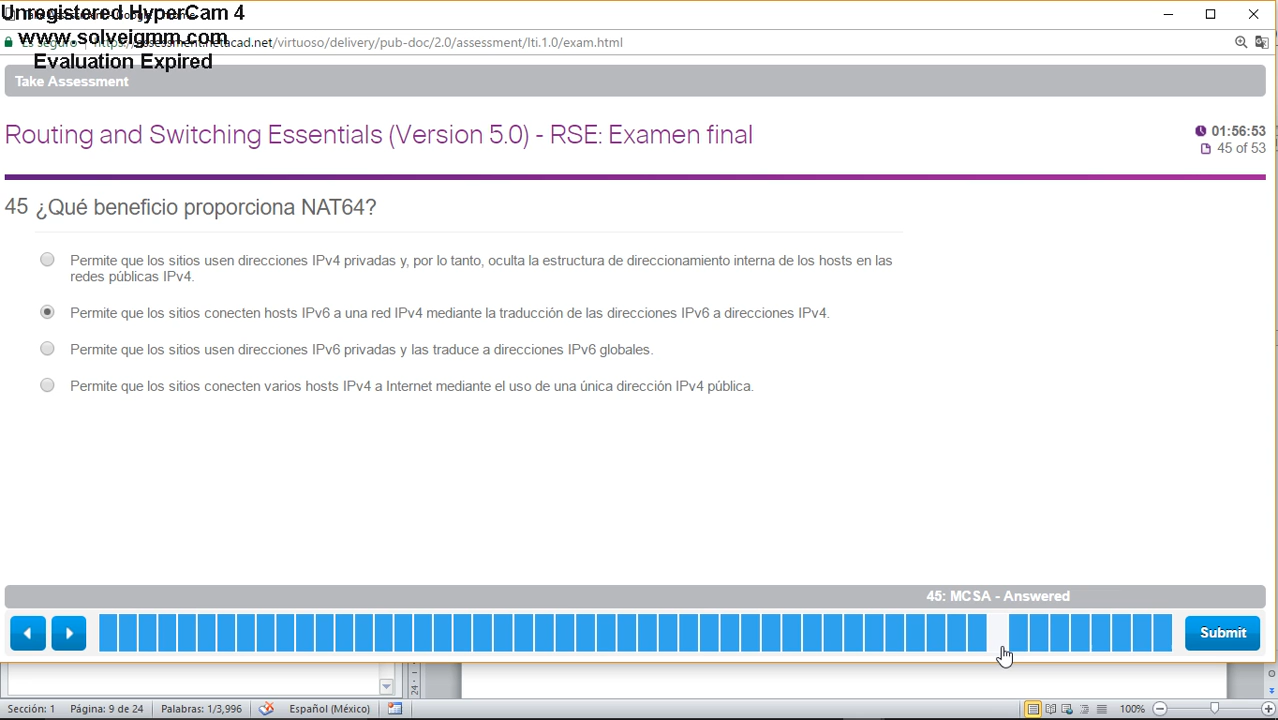 Unregistered HyperCam 4
www.solveigmm.com
Evaluation Expired
assessment.netacad.net/virtuoso/delivery/pub-doc/2.0/assessment/lti.1.0/exam.html
Take Assessment
Routing and Switching Essentials (Version 5.0) - RSE: Examen final
01:56:53
45 of 53
45 ¿Qué beneficio proporciona NAT64?
Permite que los sitios usen direcciones IPv4 privadas y, por lo tanto, oculta la estructura de direccionamiento interna de los hosts en las
redes públicas IPv4.
Permite que los sitios conecten hosts IPv6 a una red IPv4 mediante la traducción de las direcciones IPv6 a direcciones IPv4.
Permite que los sitios usen direcciones IPv6 privadas y las traduce a direcciones IPv6 globales.
Permite que los sitios conecten varios hosts IPv4 a Internet mediante el uso de una única dirección IPv4 pública.
45: MCSA - Answered
Submit
24
Sección: 1 Página: 9 de 24 Palabras: 1/3,996 Español (México) 100%